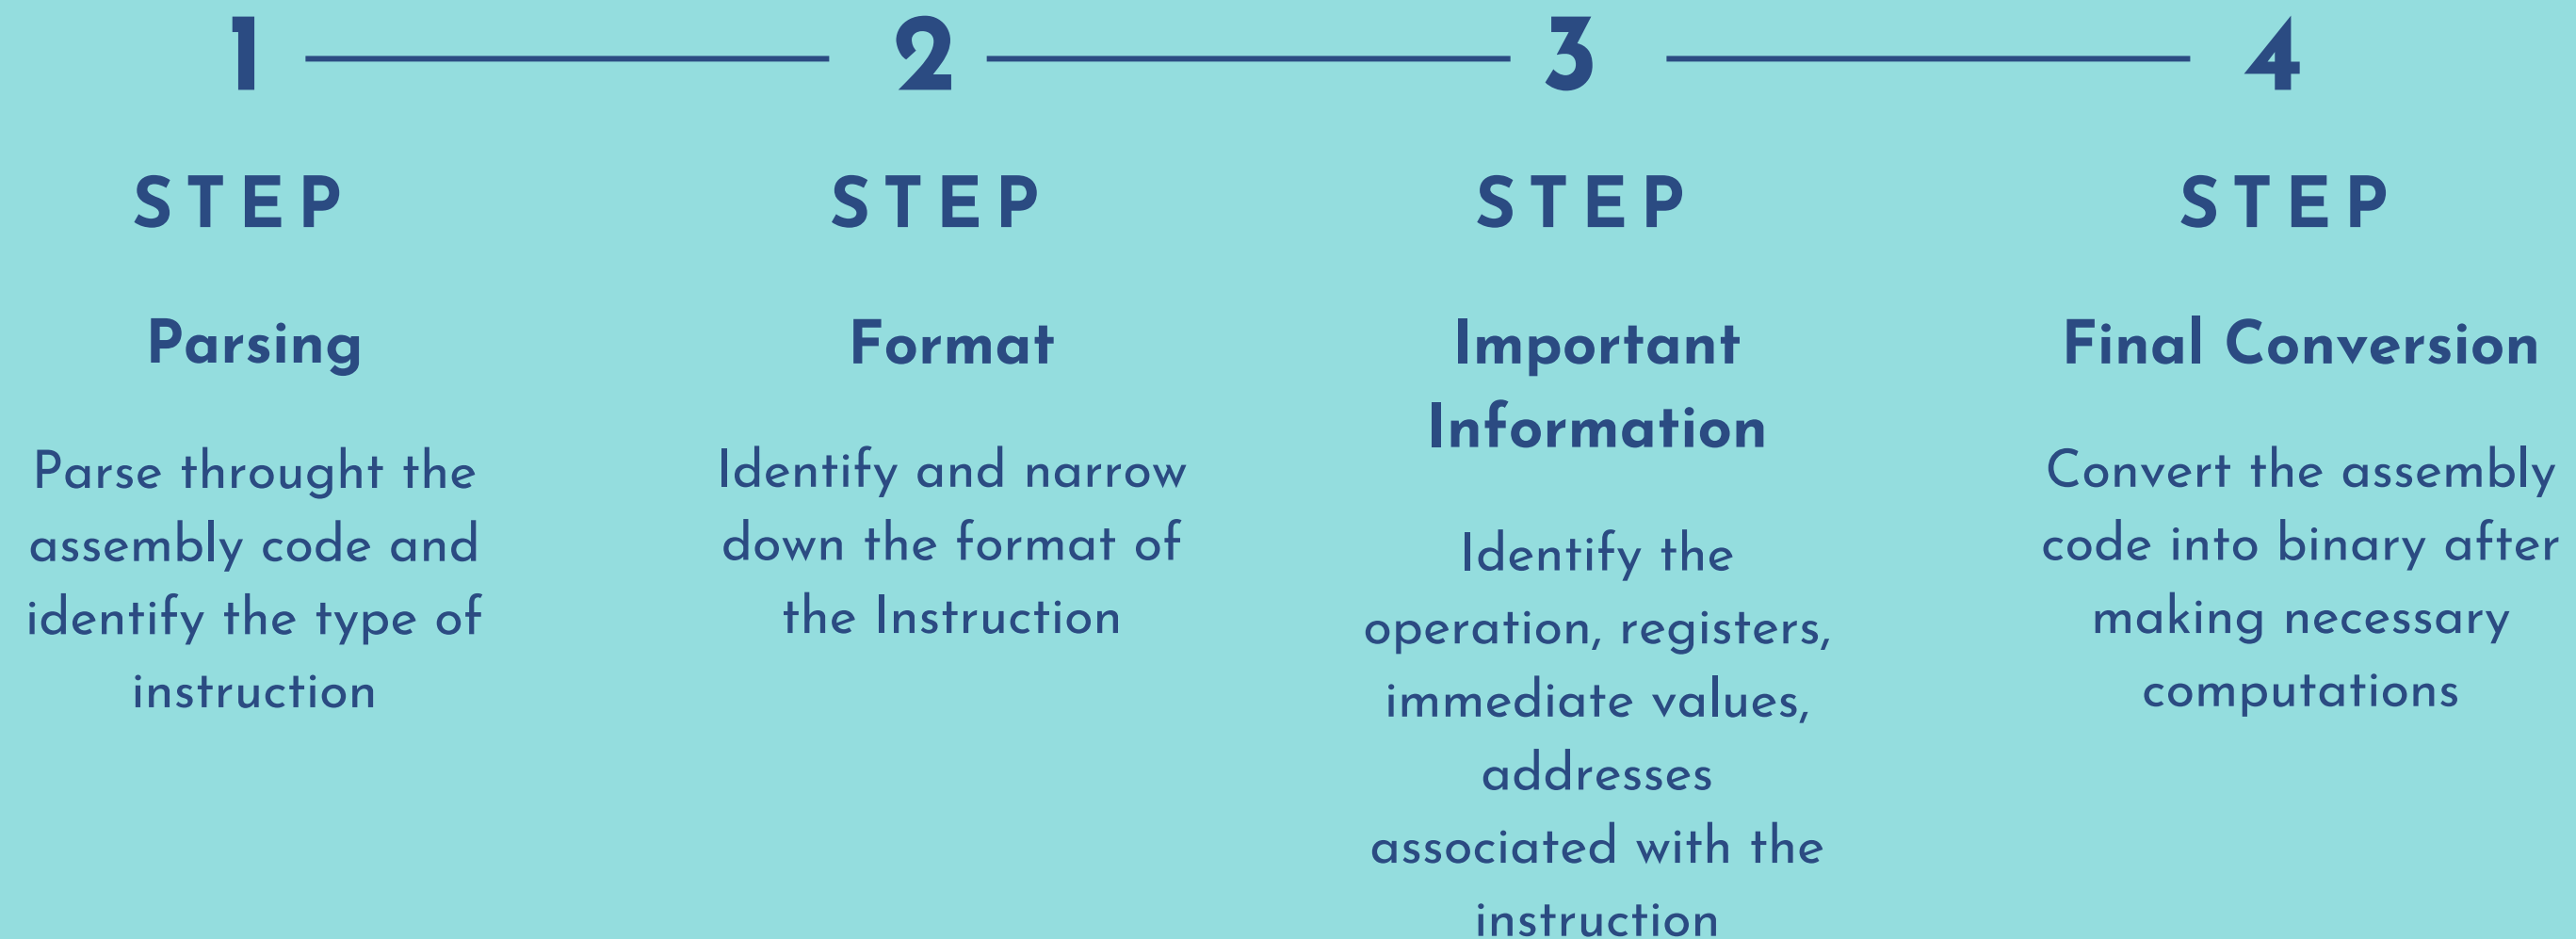 1
STEP
Parsing
Parse throught the
assembly code and
identify the type of
instruction
2
STEP
Format
Identify and narrow
down the format of
the Instruction
3
STEP
Important
Information
Identify the
operation, registers,
immediate values,
addresses
associated with the
instruction
4
STEP
Final Conversion
Convert the assembly
code into binary after
making necessary
computations